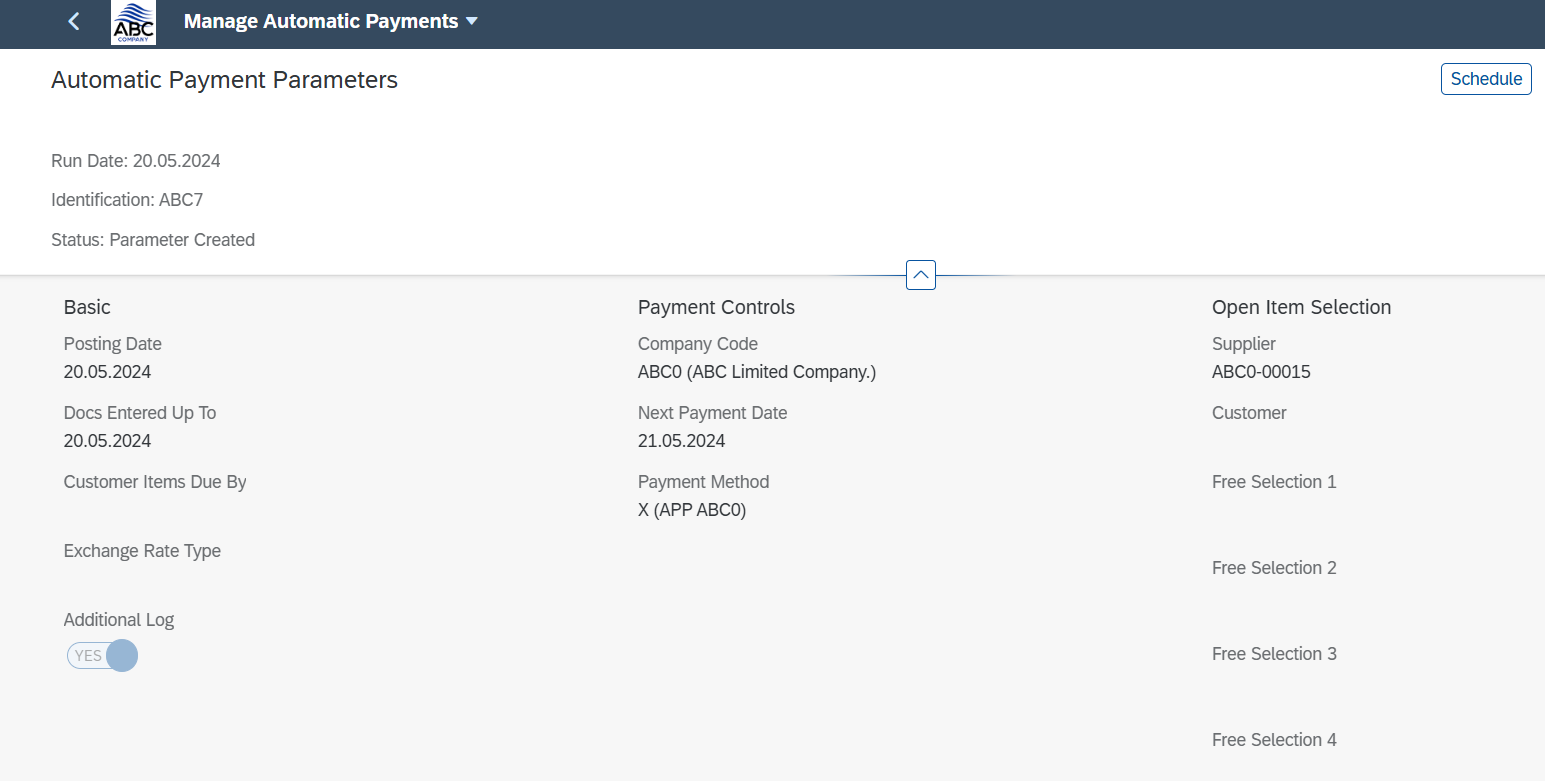 ABC
COMPANY
Manage Automatic Payments
Automatic Payment Parameters
Schedule
Run Date: 20.05.2024
Identification: ABC7
Status: Parameter Created
Basic
Posting Date
20.05.2024
Docs Entered Up To
20.05.2024
Customer Items Due By
Exchange Rate Type
Additional Log
YES
Payment Controls
Company Code
ABC0 (ABC Limited Company.)
Next Payment Date
21.05.2024
Payment Method
X (APP ABC0)
Open Item Selection
Supplier
ABC0-00015
Customer
Free Selection 1
Free Selection 2
Free Selection 3
Free Selection 4